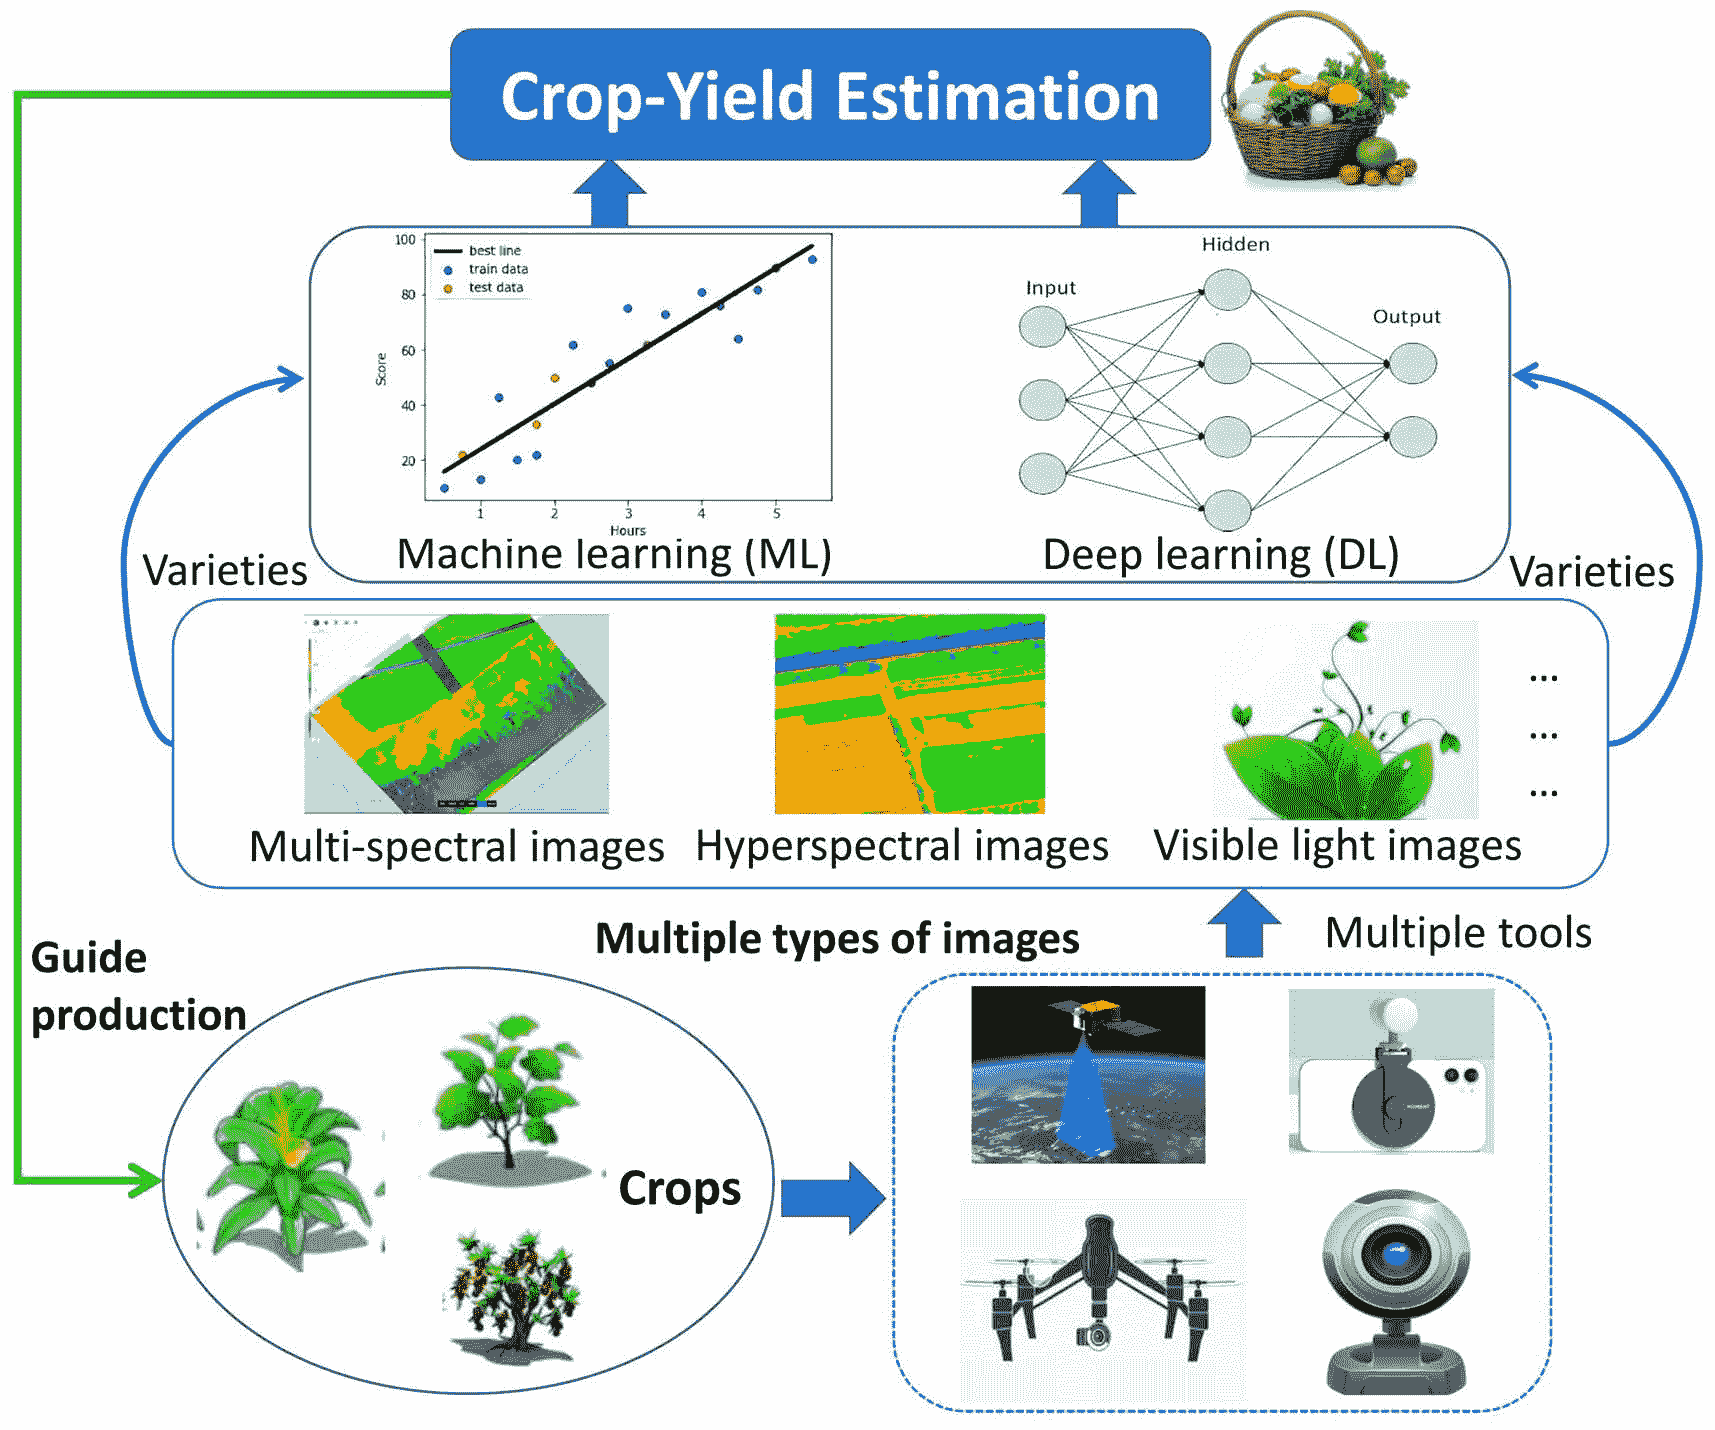 Crop-Yield Estimation
100
80
60
40
20
Score
best line
train data
test data
1 2 3 4 5
Hours
Machine learning (ML)
Input
Hidden
Output
Deep learning (DL)
Varieties
Varieties
...
...
...
Multi-spectral images
Hyperspectral images
Visible light images
Multiple types of images
Multiple tools
Guide
production
Crops